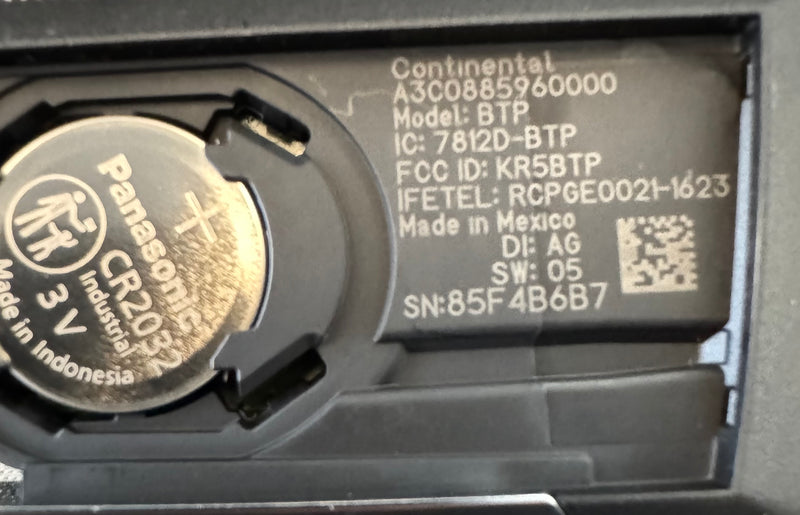 Continental
A3C0885960000
Model: BTP
IC: 7812D-BTP
FCC ID: KR5BTP
IFETEL: RCPGE0021-1623
Made in Mexico
DI: AG
SW: 05
SN:85F4B6B7
+
Panasonic
CR2032
Industrial
3 V
Made in Indonesia